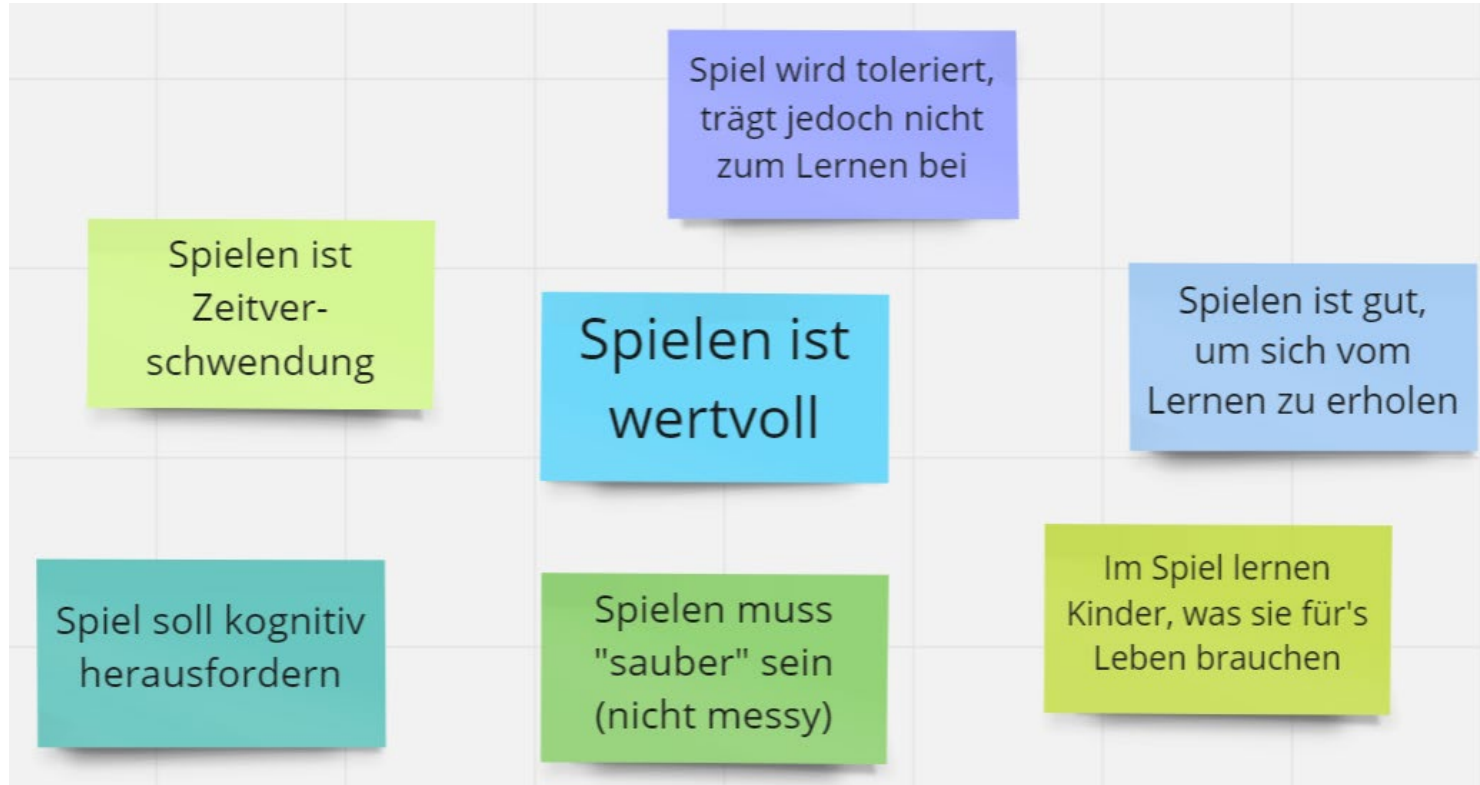 Spiel wird toleriert,
trägt jedoch nicht
zum Lernen bei
Spielen ist
Zeitver-
schwendung
Spielen ist
wertvoll
Spielen ist gut,
um sich vom
Lernen zu erholen
Spiel soll kognitiv
herausfordern
Spielen muss
"sauber" sein
(nicht messy)
Im Spiel lernen
Kinder, was sie für's
Leben brauchen